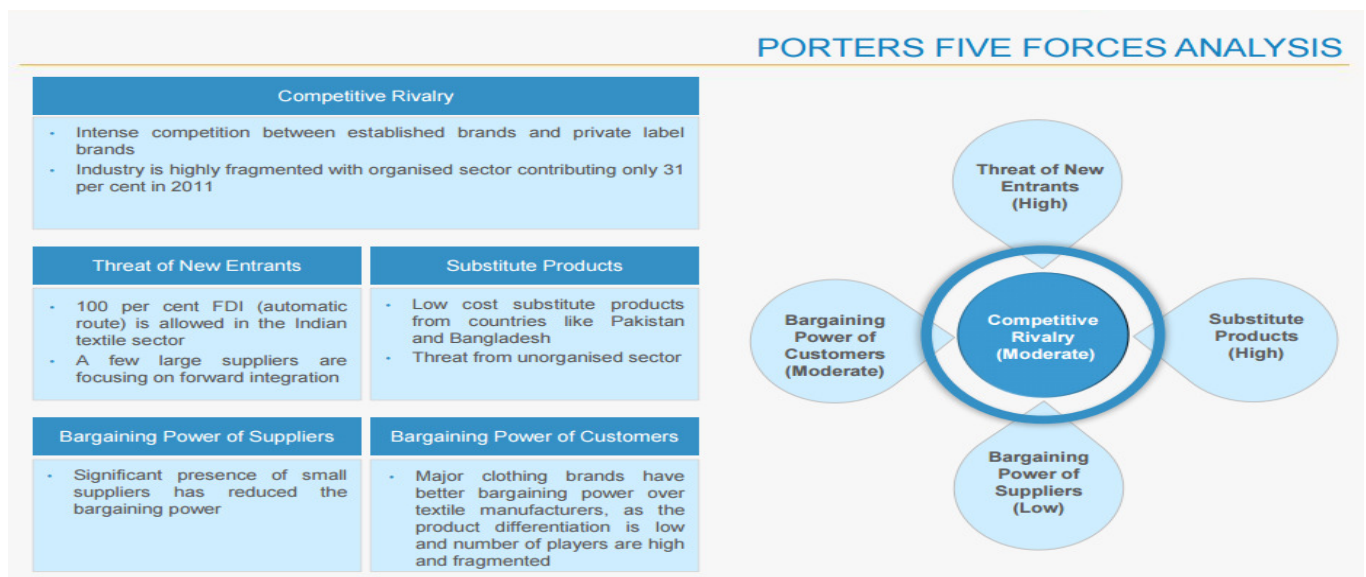 PORTERS FIVE FORCES ANALYSIS
Competitive Rivalry
• Intense competition between established brands and private label
brands
• Industry is highly fragmented with organised sector contributing only 31
per cent in 2011
Threat of New Entrants
• 100 per cent FDI (automatic
route) is allowed in the Indian
textile sector
• A few large suppliers are
focusing on forward integration
Substitute Products
• Low cost substitute products
from countries like Pakistan
and Bangladesh
• Threat from unorganised sector
Bargaining Power of Suppliers
• Significant presence of small
suppliers has reduced the
bargaining power
Bargaining Power of Customers
• Major clothing brands have
better bargaining power over
textile manufacturers, as the
product differentiation is low
and number of players are high
and fragmented
Threat of New
Entrants
(High)
Bargaining
Power of
Customers
(Moderate)
Competitive
Rivalry
(Moderate)
Substitute
Products
(High)
Bargaining
Power of
Suppliers
(Low)